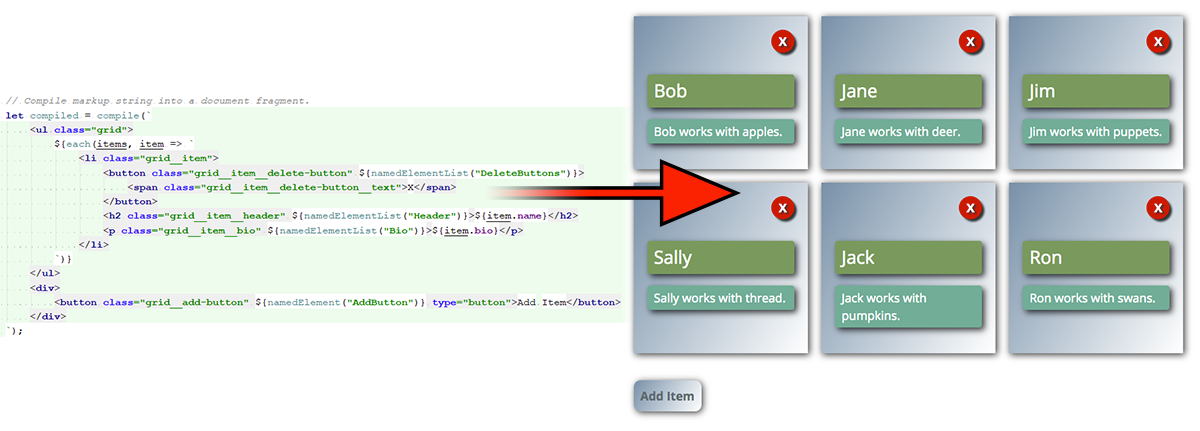 // Compile markup string into a document fragment.
let compiled = compile(`
<ul class="grid">
${each(items, item => `
<li class="grid__item">
<button class="grid__item__delete-button" ${namedElementList("DeleteButtons")}>
<span class="grid__item__delete-button__text">X</span>
</button>
<h2 class="grid__item__header" ${namedElementList("Header")}>${item.name}</h2>
<p class="grid__item__bio" ${namedElementList("Bio")}>${item.bio}</p>
</li>
`)}
</ul>
<div>
<button class="grid__add-button" ${namedElement("AddButton")} type="button">Add Item</button>
</div>
`);
X
Bob
Bob works with apples.
X
Jane
Jane works with deer.
X
Jim
Jim works with puppets.
X
Sally
Sally works with thread.
X
Jack
Jack works with
pumpkins.
X
Ron
Ron works with swans.
Add Item